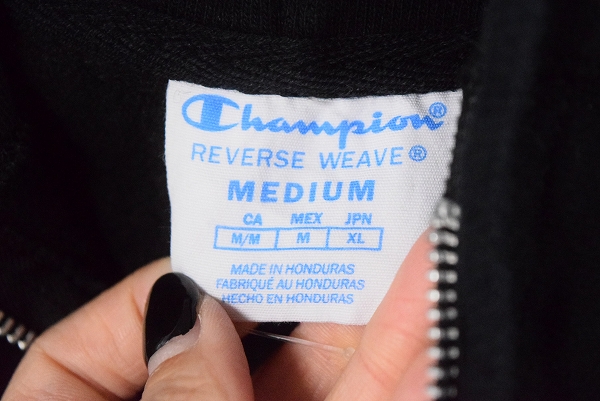 Champion®
REVERSE WEAVE®
MEDIUM
CA MEX JPN
M/M M XL
MADE IN HONDURAS
FABRIQUÉ AU HONDURAS
HECHO EN HONDURAS